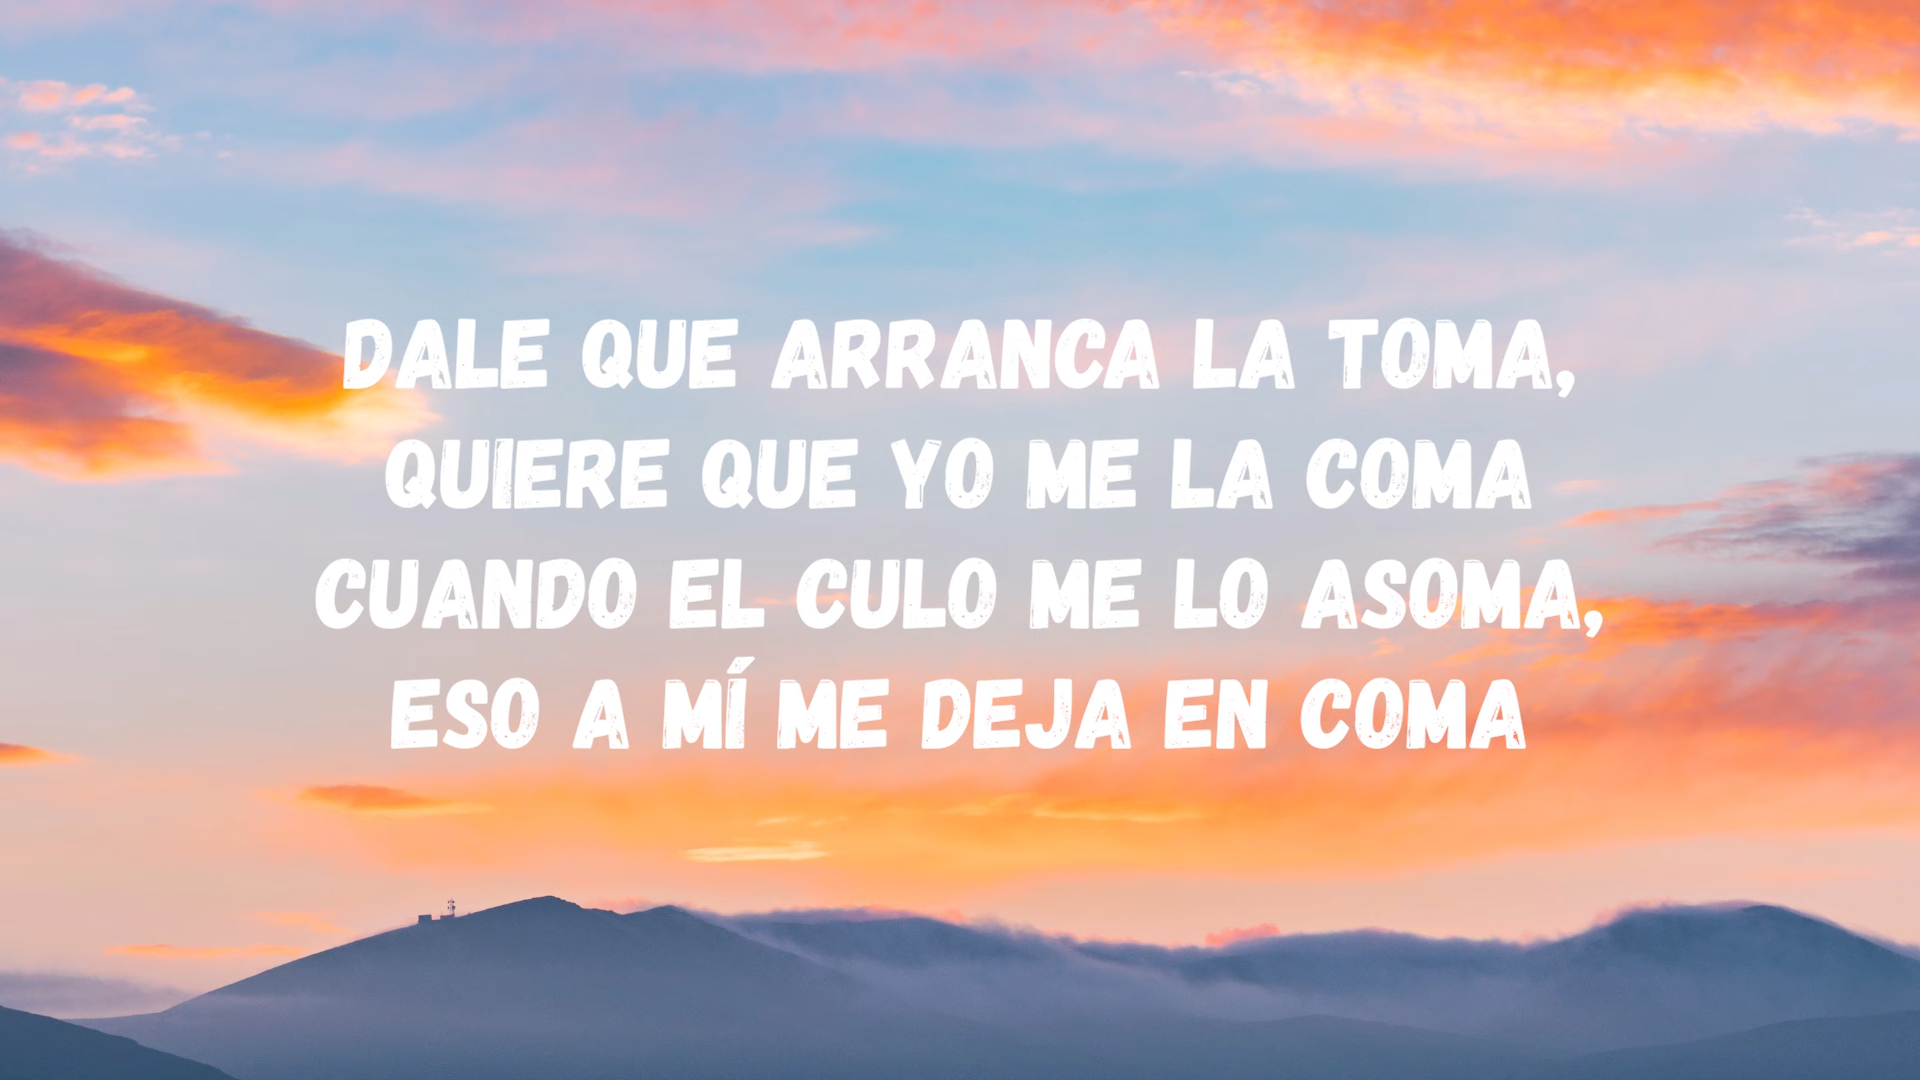 DALE QUE ARRANCA LA TOMA,
QUIERE QUE YO ME LA COMA
CUANDO EL CULO ME LO ASOMA,
ESO A MÍ ME DEJA EN COMA